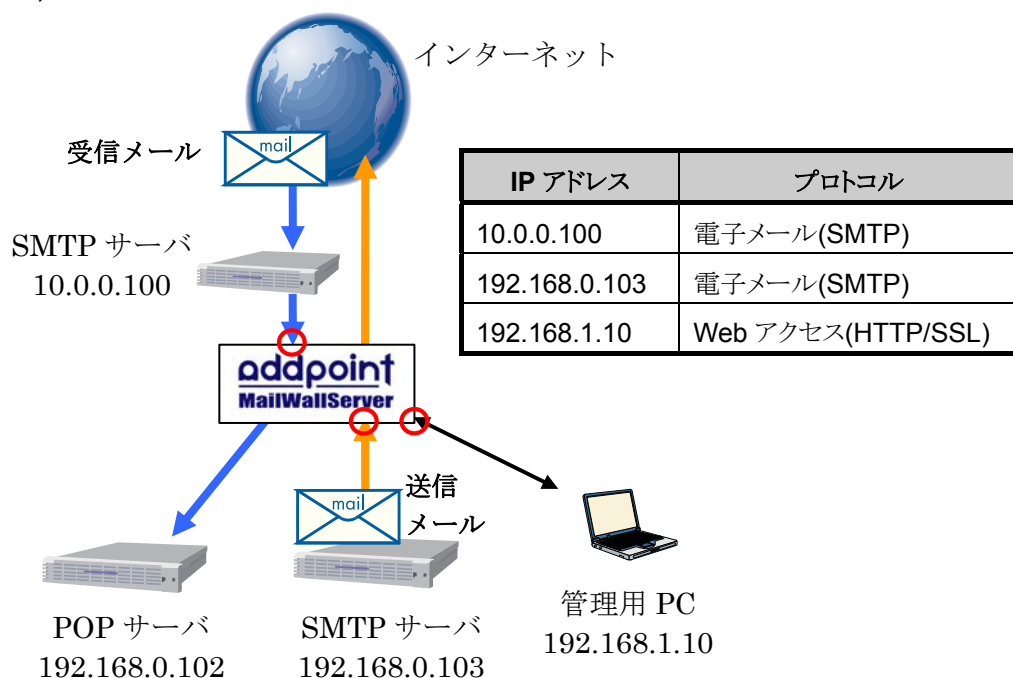 インターネット
受信メール
mail
SMTP サーバ
10.0.0.100
IP アドレス プロトコル
10.0.0.100 電子メール(SMTP)
192.168.0.103 電子メール(SMTP)
192.168.1.10 Web アクセス(HTTP/SSL)
addpoint
MailWallServer
mail
送信
メール
POP サーバ
192.168.0.102
SMTP サーバ
192.168.0.103
管理用 PC
192.168.1.10